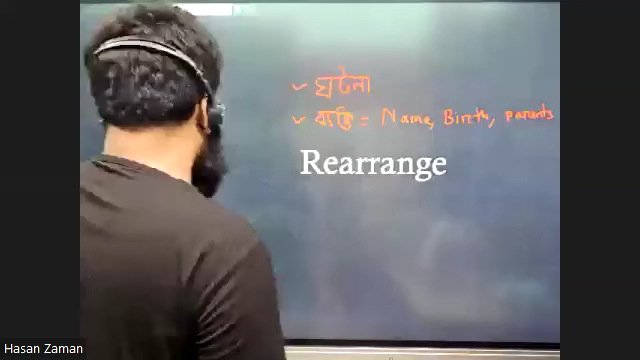 ✓ ঘটনা
✓ ব্যক্তি = Name, Birth, parents
Rearrange
Hasan Zaman